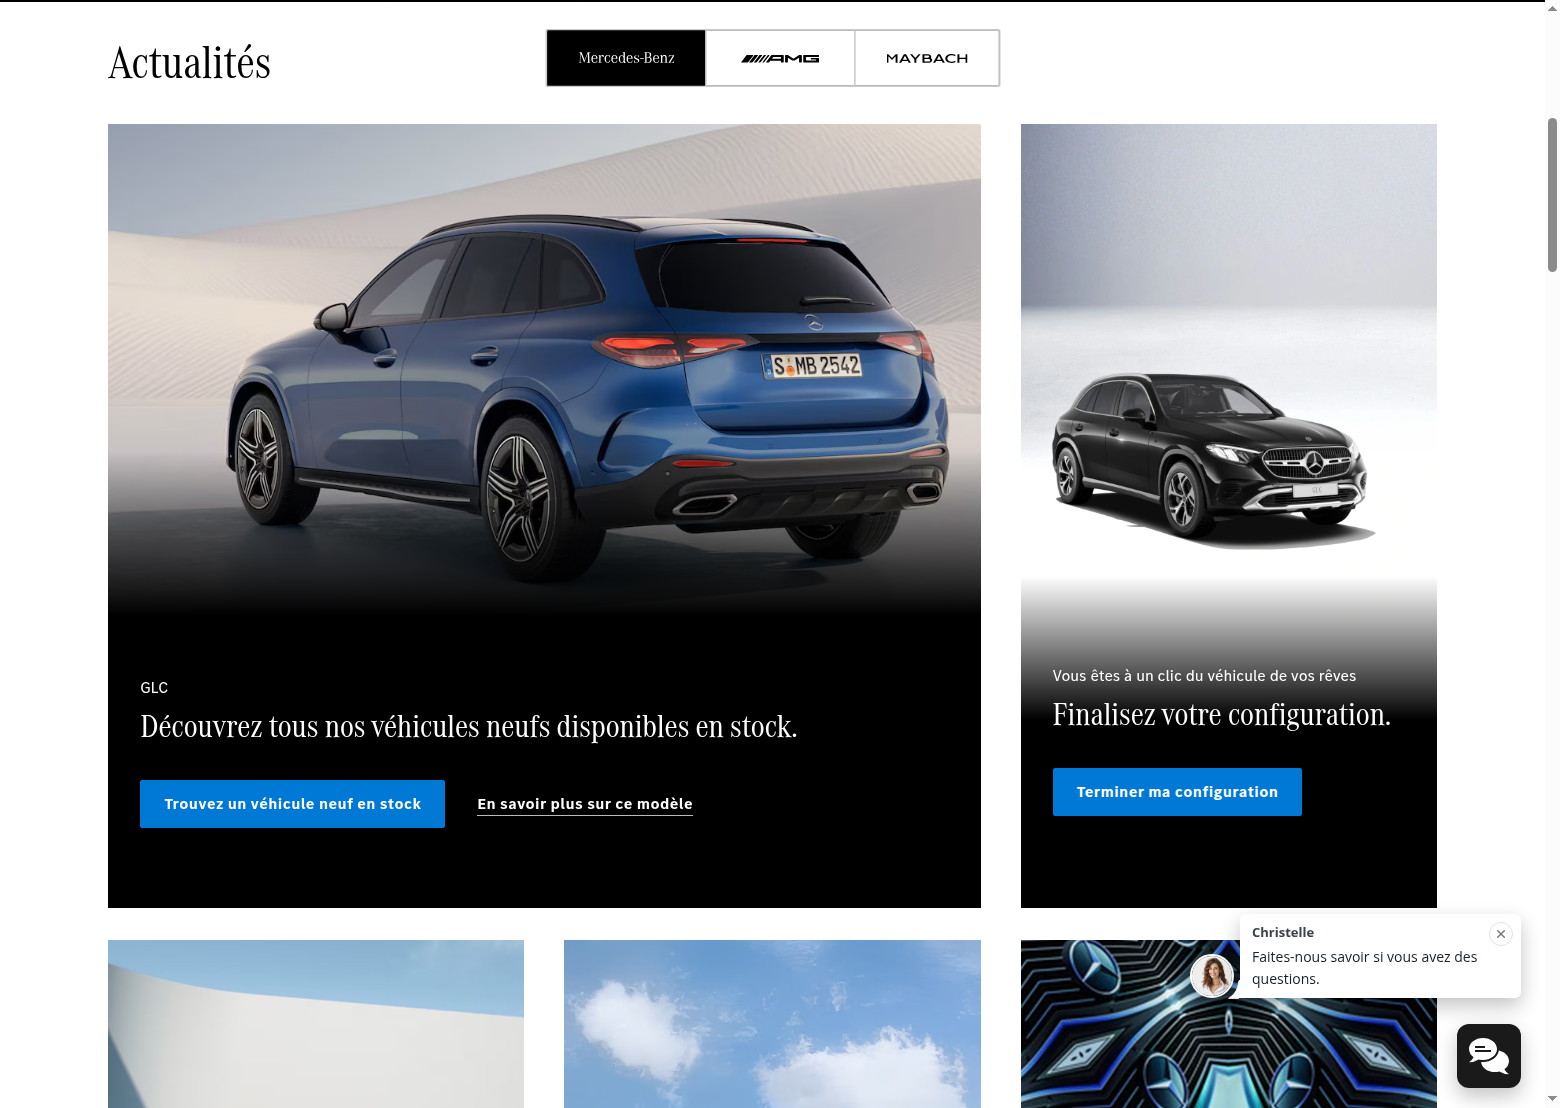 Actualités
Mercedes-Benz
AMG
MAYBACH
S MB 2542
GLC
GLC
Découvrez tous nos véhicules neufs disponibles en stock.
Trouvez un véhicule neuf en stock
En savoir plus sur ce modèle
Vous êtes à un clic du véhicule de vos rêves
Finalisez votre configuration.
Terminer ma configuration
Christelle
Faites-nous savoir si vous avez des
questions.